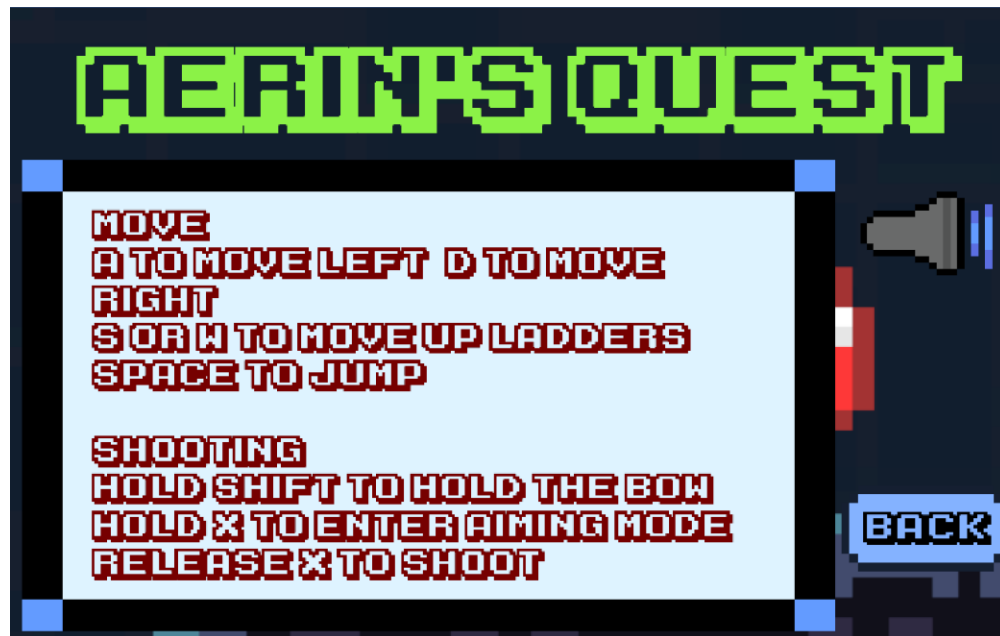 AERIN'S QUEST
MOVE
A TO MOVE LEFT D TO MOVE
RIGHT
S OR W TO MOVE UP LADDERS
SPACE TO JUMP
SHOOTING
HOLD SHIFT TO HOLD THE BOW
HOLD X TO ENTER AIMING MODE
RELEASE X TO SHOOT
BACK